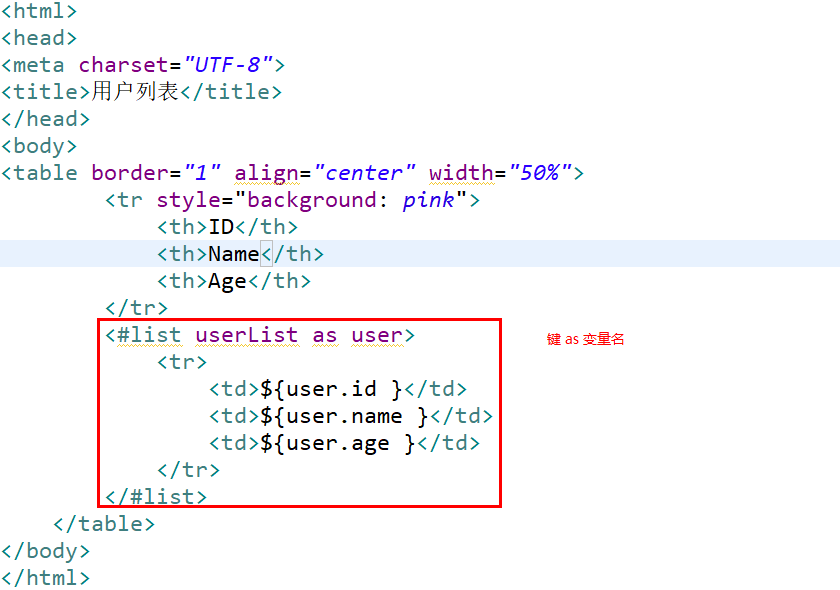 <html>
<head>
<meta charset="UTF-8">
<title>用户列表</title>
</head>
<body>
<table border="1" align="center" width="50%">
<tr style="background: pink">
<th>ID</th>
<th>Name</th>
<th>Age</th>
</tr>
<#list userList as user>
键 as 变量名
<tr>
<td>${user.id }</td>
<td>${user.name }</td>
<td>${user.age }</td>
</tr>
</#list>
</table>
</body>
</html>